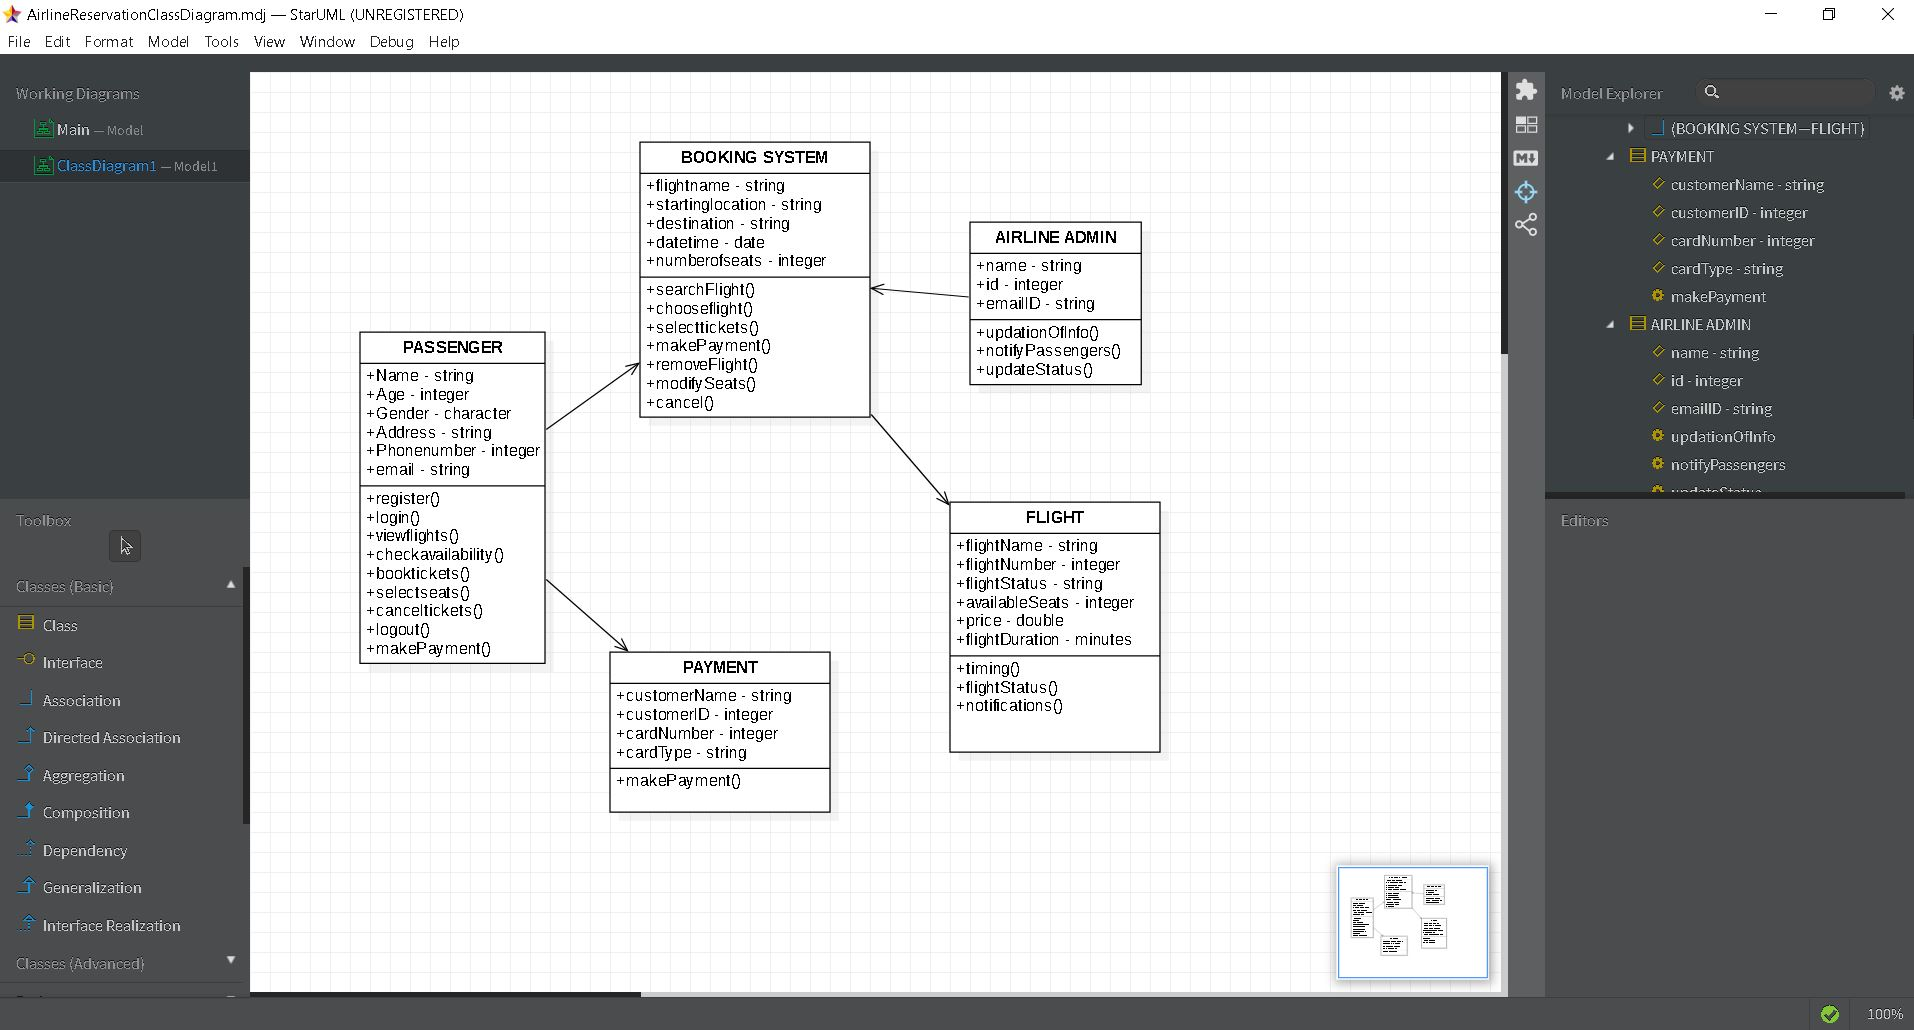 AirlineReservationClassDiagram.mdj — StarUML (UNREGISTERED)
File Edit Format Model Tools View Window Debug Help
Working Diagrams
Main — Model
ClassDiagram1 — Model1
Toolbox
Classes (Basic)
Class
Interface
Association
Directed Association
Aggregation
Composition
Dependency
Generalization
Interface Realization
Classes (Advanced)
BOOKING SYSTEM
+flightname - string
+startinglocation - string
+destination - string
+datetime - date
+numberofseats - integer
+searchFlight()
+chooseflight()
+selecttickets()
+makePayment()
+removeFlight()
+modifySeats()
+cancel()
AIRLINE ADMIN
+name - string
+id - integer
+emailID - string
+updationOfInfo()
+notifyPassengers()
+updateStatus()
PASSENGER
+Name - string
+Age - integer
+Gender - character
+Address - string
+Phonenumber - integer
+email - string
+register()
+login()
+viewflights()
+checkavailability()
+booktickets()
+selectseats()
+canceltickets()
+logout()
+makePayment()
FLIGHT
+flightName - string
+flightNumber - integer
+flightStatus - string
+availableSeats - integer
+price - double
+flightDuration - minutes
+timing()
+flightStatus()
+notifications()
PAYMENT
+customerName - string
+customerID - integer
+cardNumber - integer
+cardType - string
+makePayment()
Model Explorer
(BOOKING SYSTEM—FLIGHT)
PAYMENT
customerName - string
customerID - integer
cardNumber - integer
cardType - string
makePayment
AIRLINE ADMIN
name - string
id - integer
emailID - string
updationOfInfo
notifyPassengers
updateStatus
Editors
100%